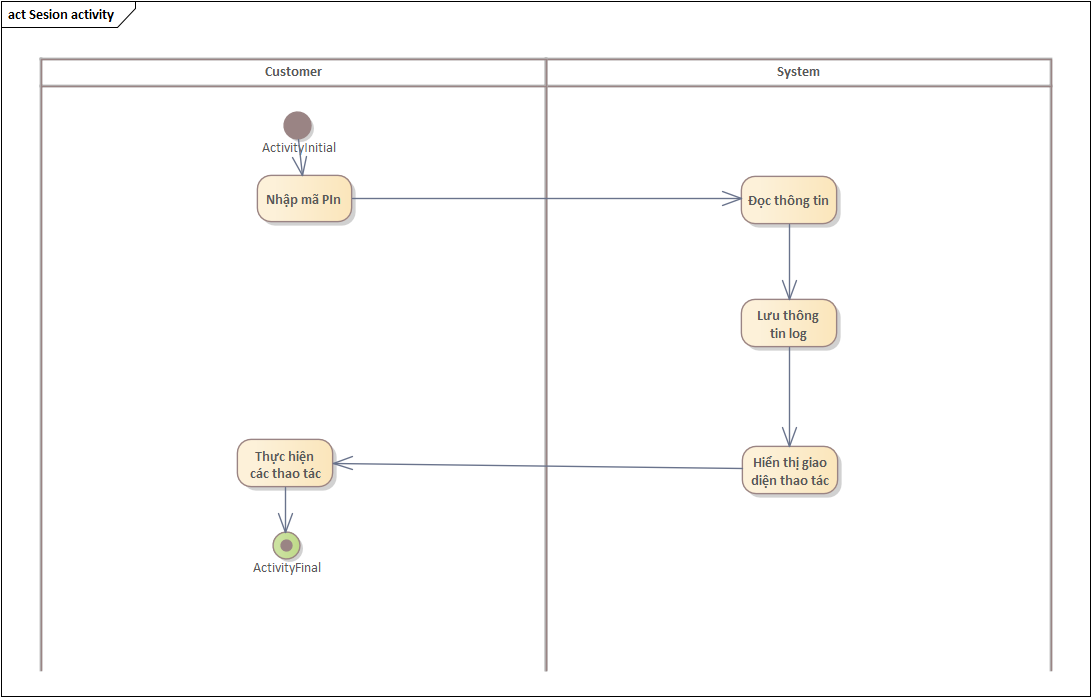 act Sesion activity
Customer
System
ActivityInitial
Nhập mã PIn
Đọc thông tin
Lưu thông
tin log
Thực hiện
các thao tác
Hiển thị giao
diện thao tác
ActivityFinal